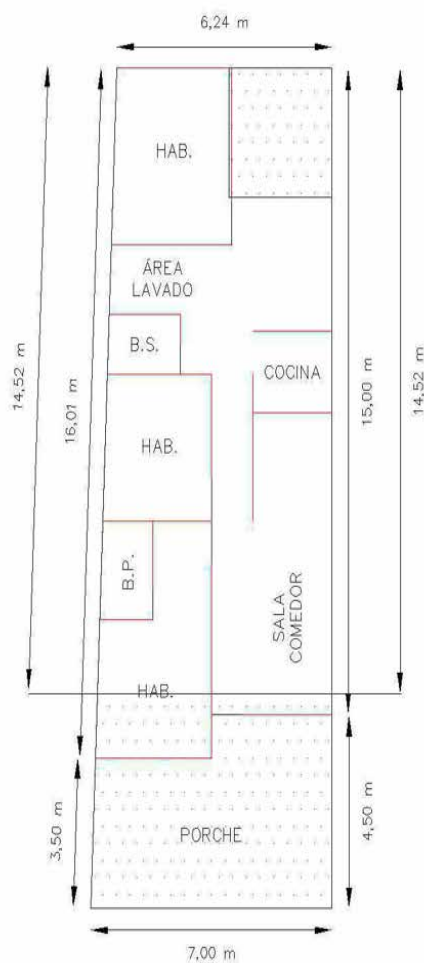 6,24 m
HAB.
ÁREA
LAVADO
B.S.
COCINA
14,52 m
16,01 m
15,00 m
14,52 m
HAB.
B.P.
SALA
COMEDOR
HAB.
3,50 m
PORCHE
4,50 m
7,00 m